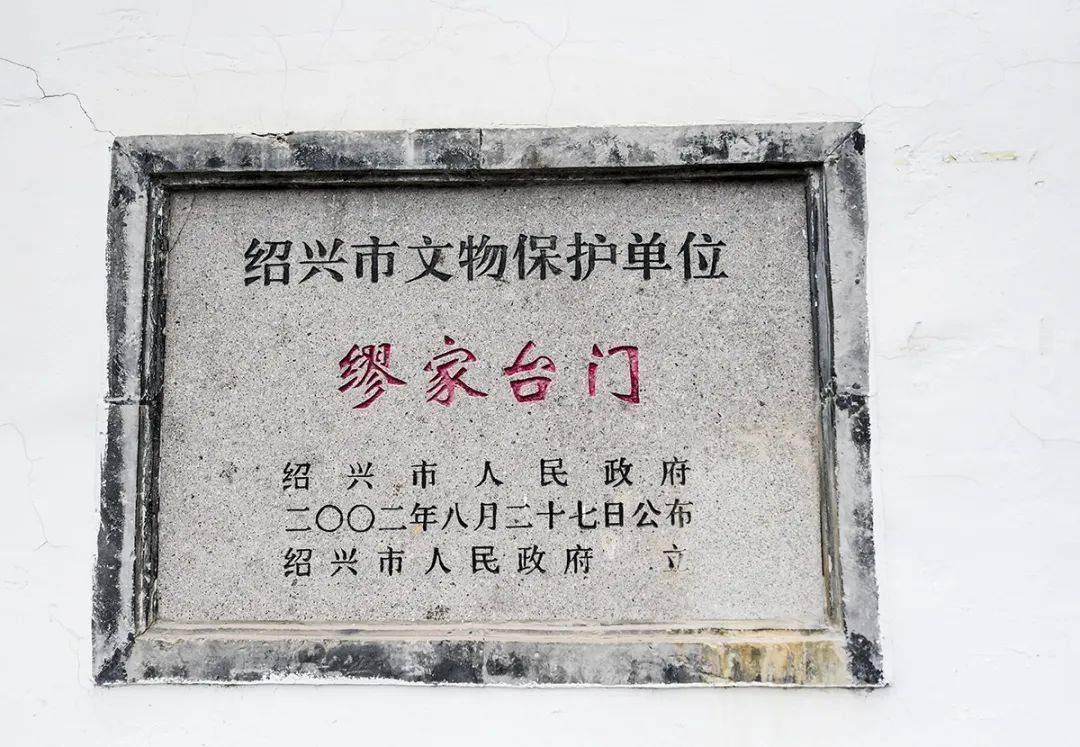 绍兴市文物保护单位
缪家台门
绍兴市人民政府
二〇〇二年八月二十七日公布
绍兴市人民政府 立